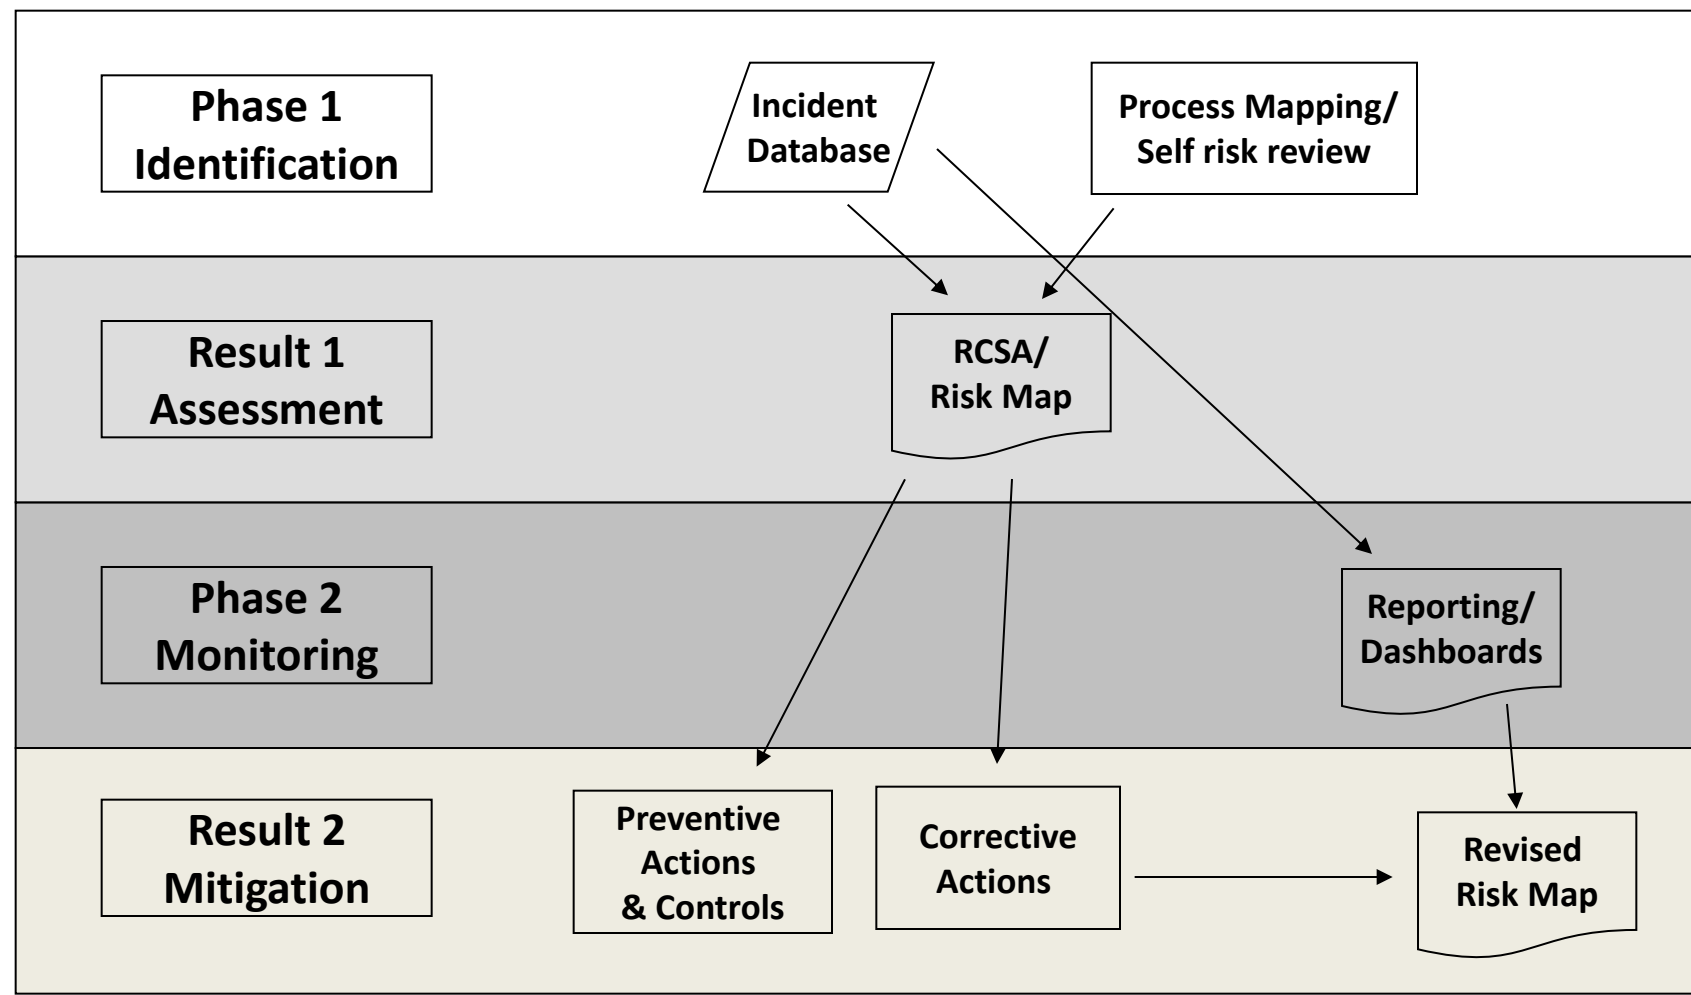 Phase 1
Identification
Incident
Database
Process Mapping/
Self risk review
Result 1
Assessment
RCSA/
Risk Map
Phase 2
Monitoring
Reporting/
Dashboards
Result 2
Mitigation
Preventive
Actions
& Controls
Corrective
Actions
Revised
Risk Map